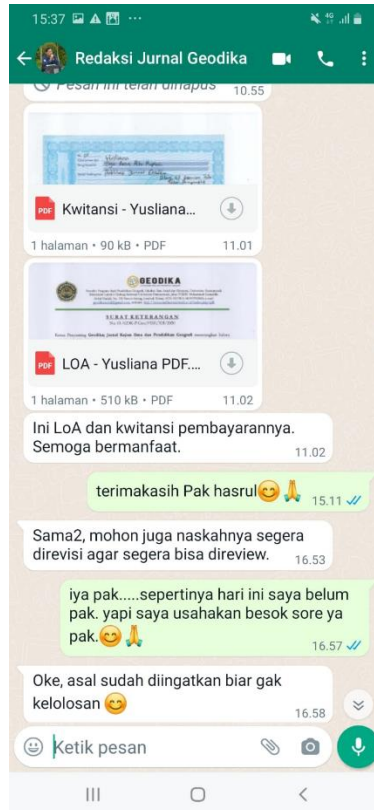 15:37
4G
Redaksi Jurnal Geodika
Pesan ini telah dihapus 10.55
PDF Kwitansi - Yusliana...
1 halaman • 90 kB • PDF 11.01
GEODIKA
SURAT KETERANGAN
PDF LOA - Yusliana PDF....
1 halaman • 510 kB • PDF 11.02
Ini LoA dan kwitansi pembayarannya.
Semoga bermanfaat. 11.02
terimakasih Pak hasrul😊🙏 15.11
Sama2, mohon juga naskahnya segera
direvisi agar segera bisa direview. 16.53
iya pak.....sepertinya hari ini saya belum
pak. yapi saya usahakan besok sore ya
pak.😊🙏 16.57
Oke, asal sudah diingatkan biar gak
kelolosan 😊 16.58
Ketik pesan